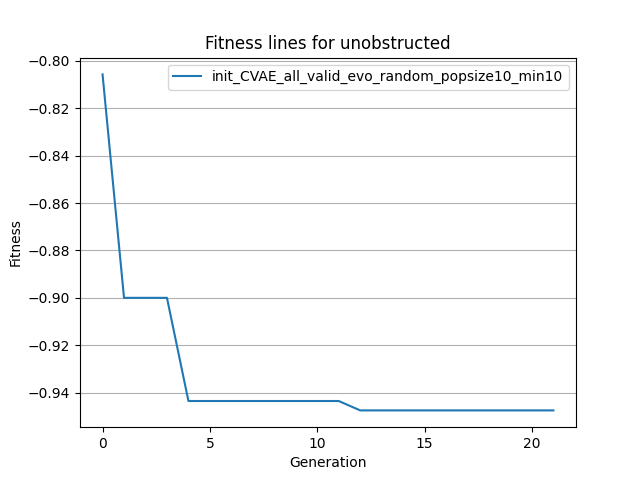 Fitness lines for unobstructed
init_CVAE_all_valid_evo_random_popsize10_min10
−0.80
−0.82
−0.84
−0.86
−0.88
−0.90
−0.92
−0.94
Fitness
0 5 10 15 20
Generation